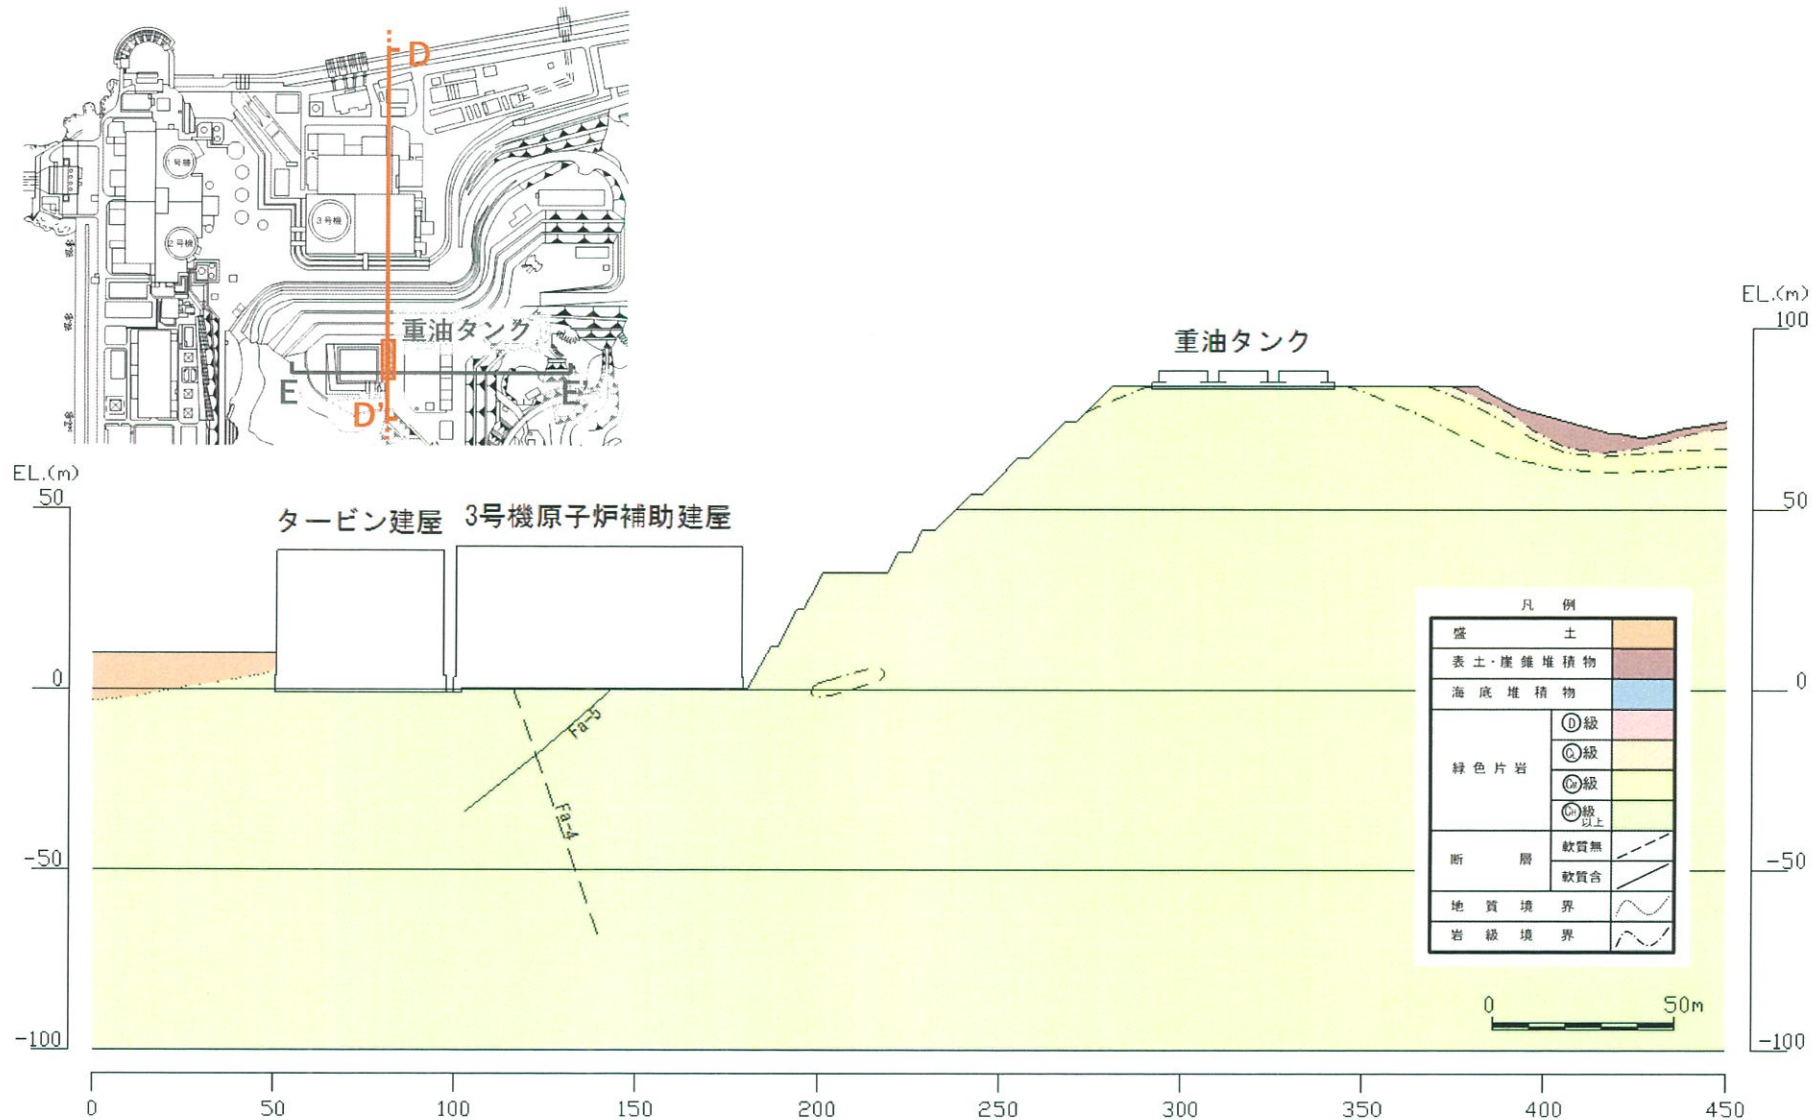 D
1号機
2号機
3号機
重油タンク
E
E'
D'
EL.(m)
100
50
0
-50
-100
EL.(m)
50
0
-50
-100
タービン建屋
3号機原子炉補助建屋
重油タンク
Fa-5
Fa-4
凡例
盛土
表土・崖錐堆積物
海底堆積物
緑色片岩
D級
CL級
CM級
CH級以上
断層
軟質無
軟質含
地質境界
岩級境界
0 50m
0 50 100 150 200 250 300 350 400 450